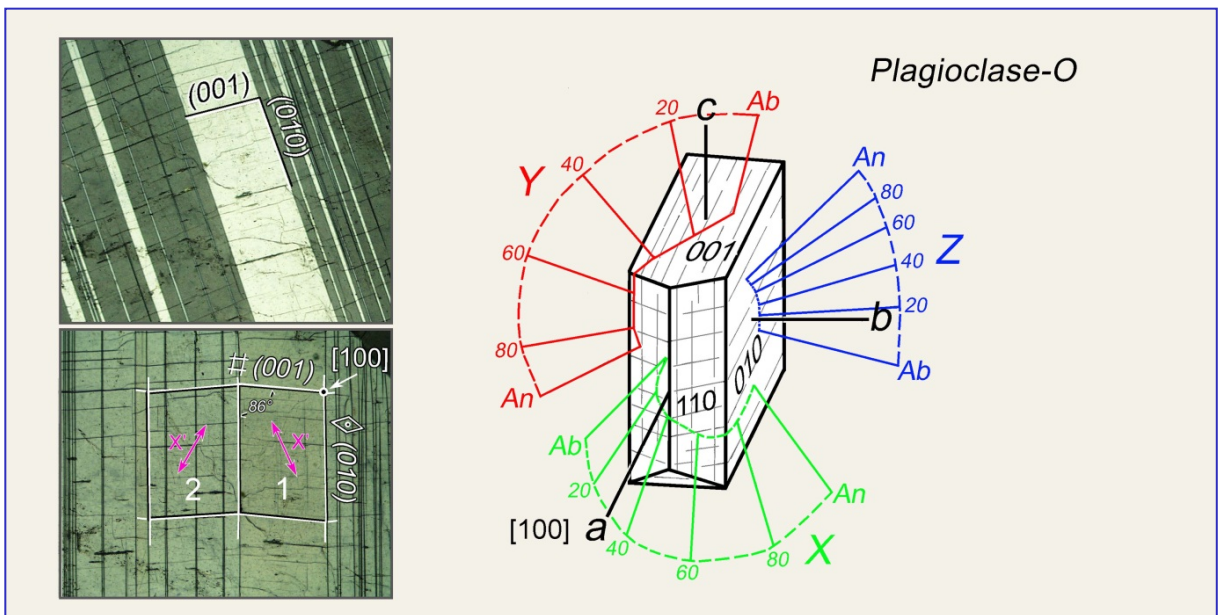 Plagioclase-O
(001)
(010)
# (001)
[100]
86°
X'
X'
2
1
(010)
Y
20
Ab
40
60
80
An
c
001
010
110
b
An
80
60
40
20
Ab
Z
Ab
20
40
60
80
An
X
[100] a